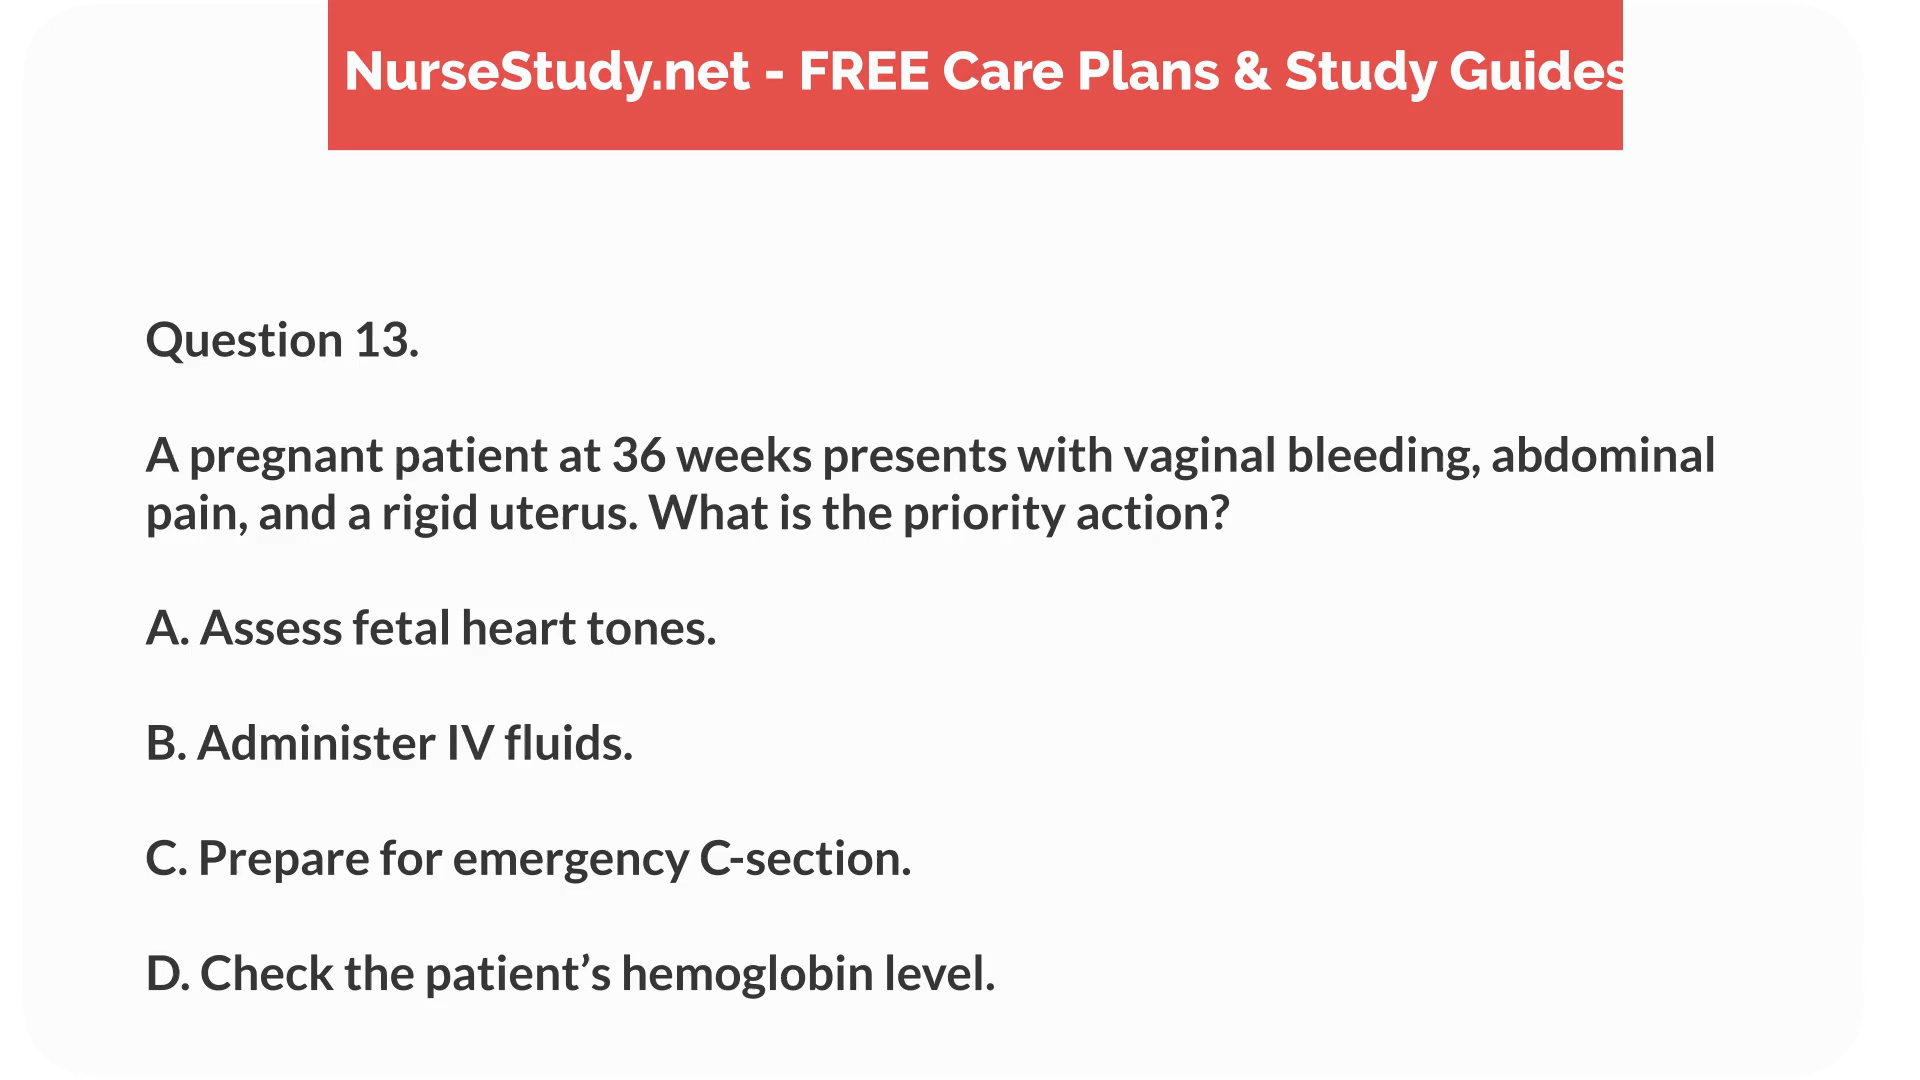 NurseStudy.net - FREE Care Plans & Study Guides
Question 13.
A pregnant patient at 36 weeks presents with vaginal bleeding, abdominal
pain, and a rigid uterus. What is the priority action?
A. Assess fetal heart tones.
B. Administer IV fluids.
C. Prepare for emergency C-section.
D. Check the patient’s hemoglobin level.